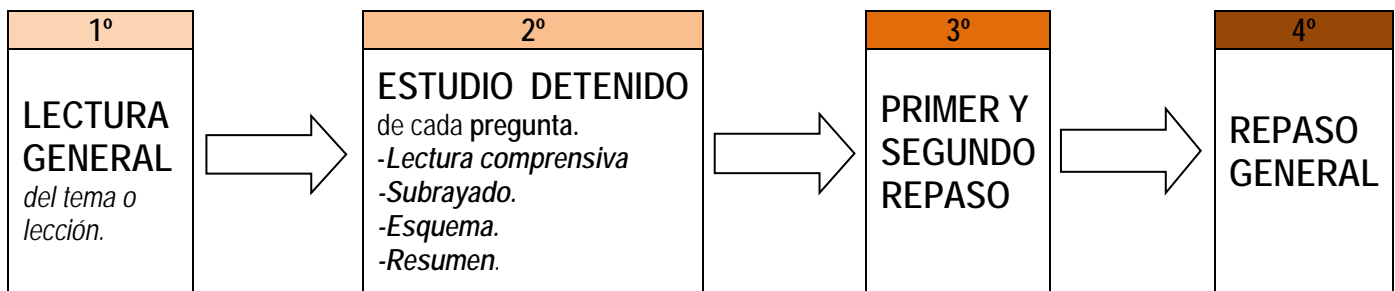 1º
LECTURA
GENERAL
del tema o
lección.
2º
ESTUDIO DETENIDO
de cada pregunta.
-Lectura comprensiva
-Subrayado.
-Esquema.
-Resumen.
3º
PRIMER Y
SEGUNDO
REPASO
4º
REPASO
GENERAL